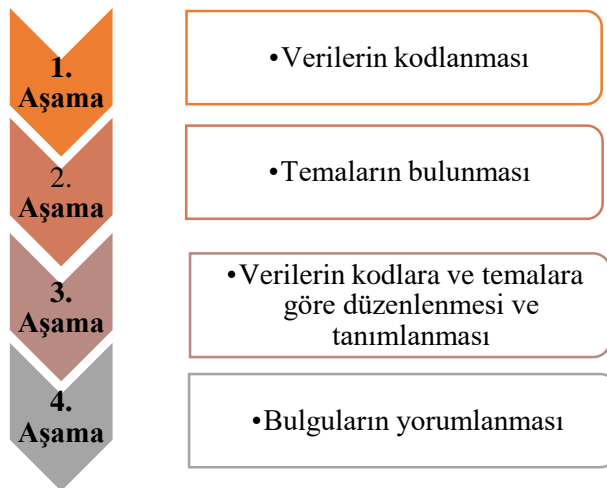 1.
Aşama
•Verilerin kodlanması
2.
Aşama
•Temaların bulunması
3.
Aşama
•Verilerin kodlara ve temalara
göre düzenlenmesi ve
tanımlanması
4.
Aşama
•Bulguların yorumlanması